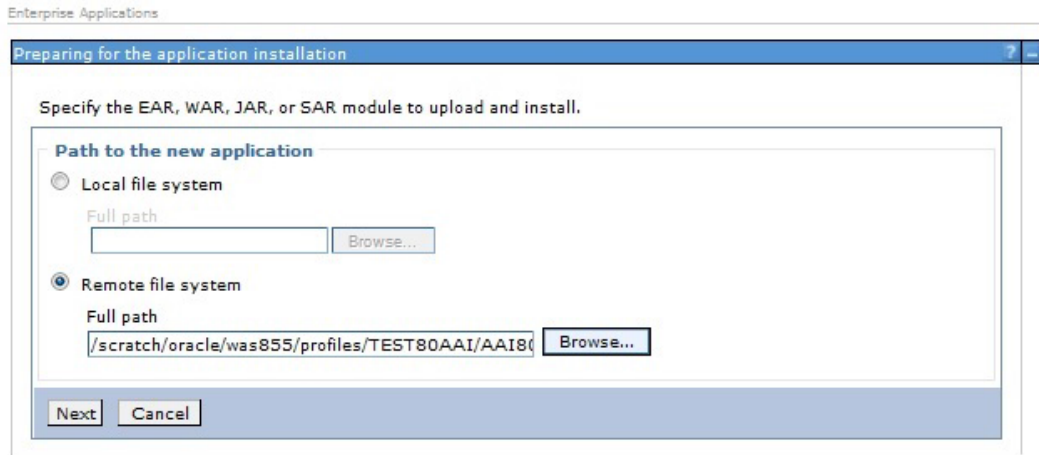 Enterprise Applications
Preparing for the application installation ? –
Specify the EAR, WAR, JAR, or SAR module to upload and install.
Path to the new application
Local file system
Full path
Browse...
Remote file system
Full path
/scratch/oracle/was855/profiles/TEST80AAI/AAI80 Browse...
Next Cancel